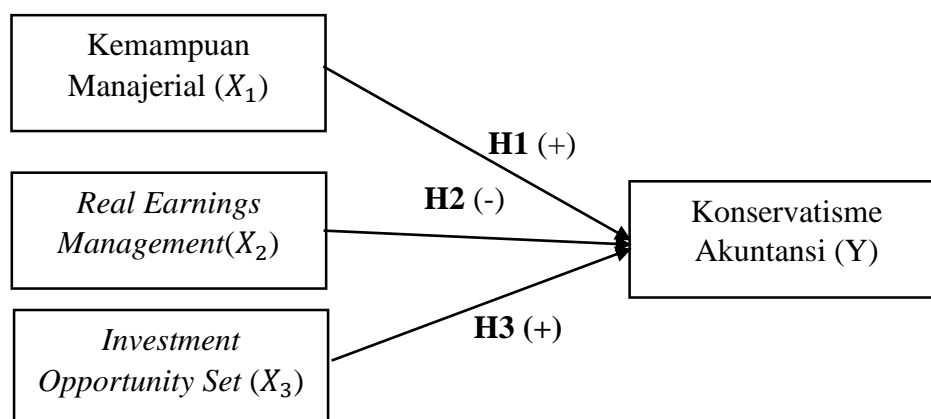 Kemampuan
Manajerial (X₁)
H1 (+)
Real Earnings
Management(X₂)
H2 (-)
Konservatisme
Akuntansi (Y)
Investment
Opportunity Set (X₃)
H3 (+)